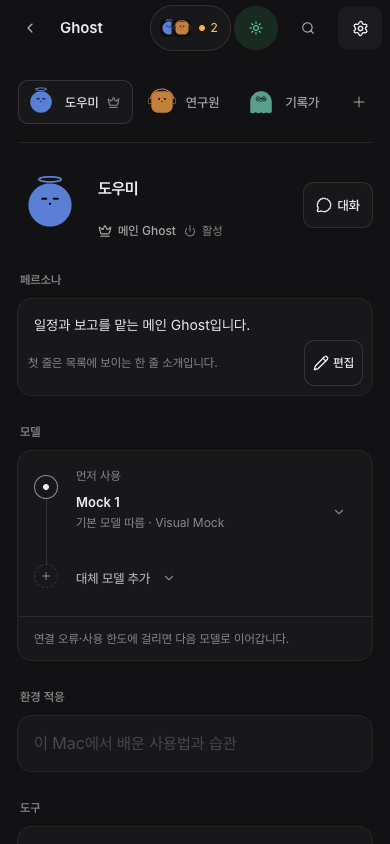 Ghost
2
도우미
연구원
기록가
도우미
메인 Ghost 활성
대화
페르소나
일정과 보고를 맡는 메인 Ghost입니다.
첫 줄은 목록에 보이는 한 줄 소개입니다.
편집
모델
먼저 사용
Mock 1
기본 모델 따름 · Visual Mock
대체 모델 추가
연결 오류·사용 한도에 걸리면 다음 모델로 이어갑니다.
환경 적응
이 Mac에서 배운 사용법과 습관
도구